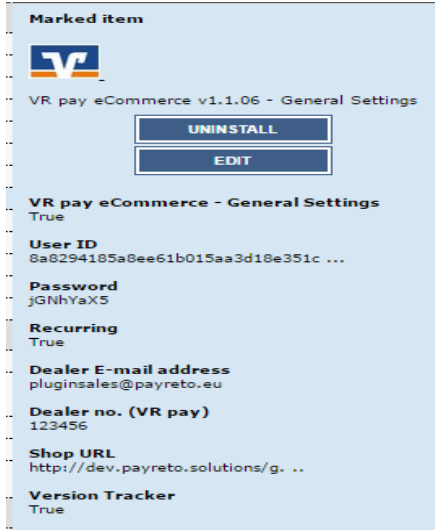 Marked item
VR pay eCommerce v1.1.06 - General Settings
UNINSTALL
EDIT
VR pay eCommerce - General Settings
True
User ID
8a8294185a8ee61b015aa3d18e351c ...
Password
jGNhYaX5
Recurring
True
Dealer E-mail address
pluginsales@payreto.eu
Dealer no. (VR pay)
123456
Shop URL
http://dev.payreto.solutions/g. ..
Version Tracker
True